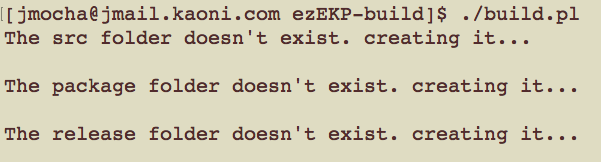 [jmocha@jmail.kaoni.com ezEKP-build]$ ./build.pl
The src folder doesn't exist. creating it...
The package folder doesn't exist. creating it...
The release folder doesn't exist. creating it...